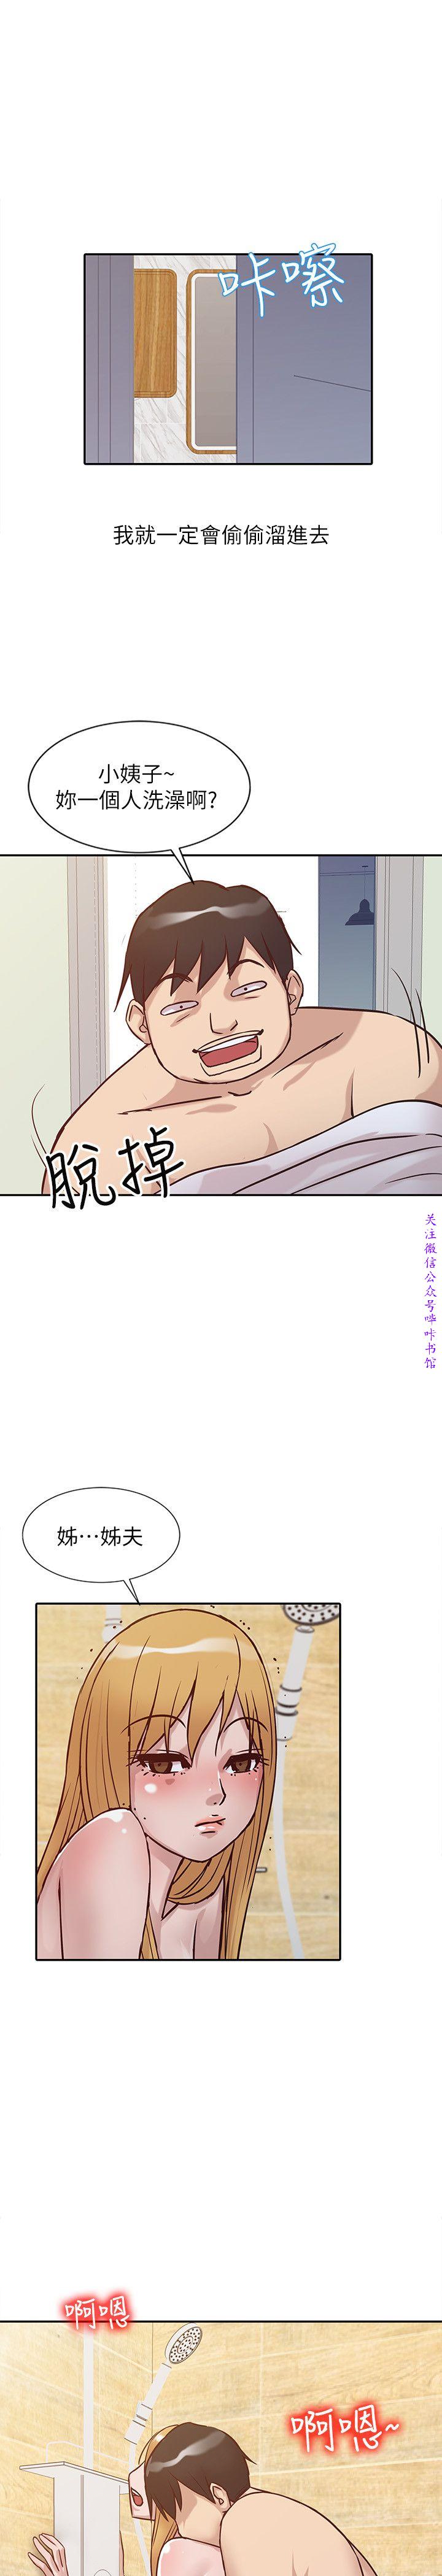 咔嚓
我就一定會偷偷溜進去
小姨子~
妳一個人洗澡啊?
脫掉
关注微信公众号哔咔书馆
姊…姊夫
啊嗯
啊嗯~